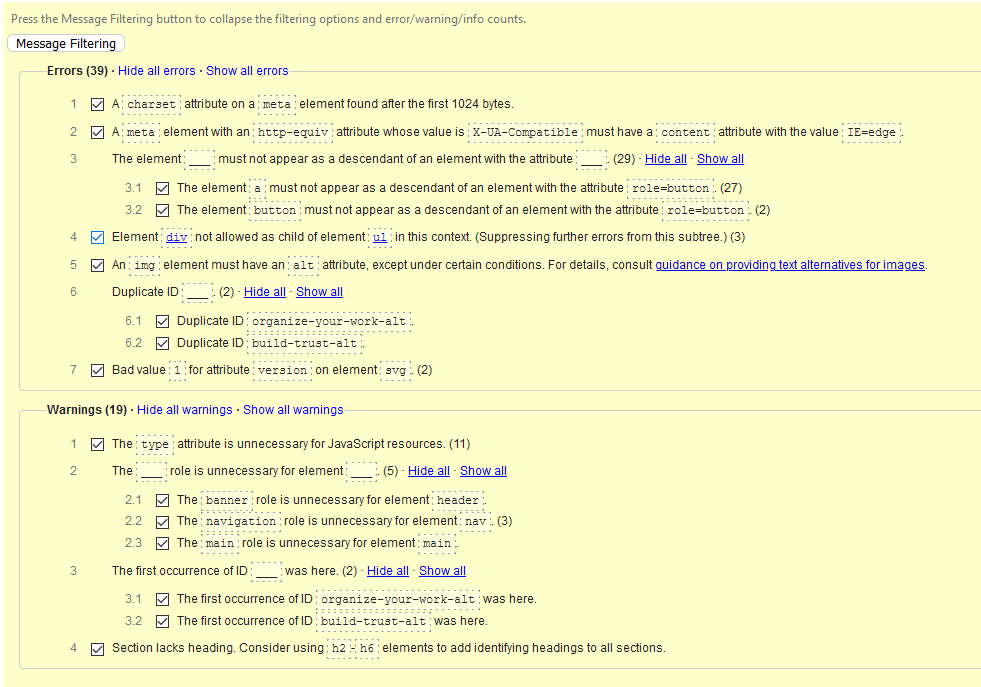 Press the Message Filtering button to collapse the filtering options and error/warning/info counts.
Message Filtering
Errors (39) · Hide all errors · Show all errors
1 A charset attribute on a meta element found after the first 1024 bytes.
2 A meta element with an http-equiv attribute whose value is X-UA-Compatible must have a content attribute with the value IE=edge.
3 The element ___ must not appear as a descendant of an element with the attribute ___. (29) · Hide all · Show all
3.1 The element a must not appear as a descendant of an element with the attribute role=button. (27)
3.2 The element button must not appear as a descendant of an element with the attribute role=button. (2)
4 Element div not allowed as child of element ul in this context. (Suppressing further errors from this subtree.) (3)
5 An img element must have an alt attribute, except under certain conditions. For details, consult guidance on providing text alternatives for images.
6 Duplicate ID ___. (2) · Hide all · Show all
6.1 Duplicate ID organize-your-work-alt.
6.2 Duplicate ID build-trust-alt.
7 Bad value 1 for attribute version on element svg. (2)
Warnings (19) · Hide all warnings · Show all warnings
1 The type attribute is unnecessary for JavaScript resources. (11)
2 The ___ role is unnecessary for element ___. (5) · Hide all · Show all
2.1 The banner role is unnecessary for element header.
2.2 The navigation role is unnecessary for element nav. (3)
2.3 The main role is unnecessary for element main.
3 The first occurrence of ID ___ was here. (2) · Hide all · Show all
3.1 The first occurrence of ID organize-your-work-alt was here.
3.2 The first occurrence of ID build-trust-alt was here.
4 Section lacks heading. Consider using h2-h6 elements to add identifying headings to all sections.